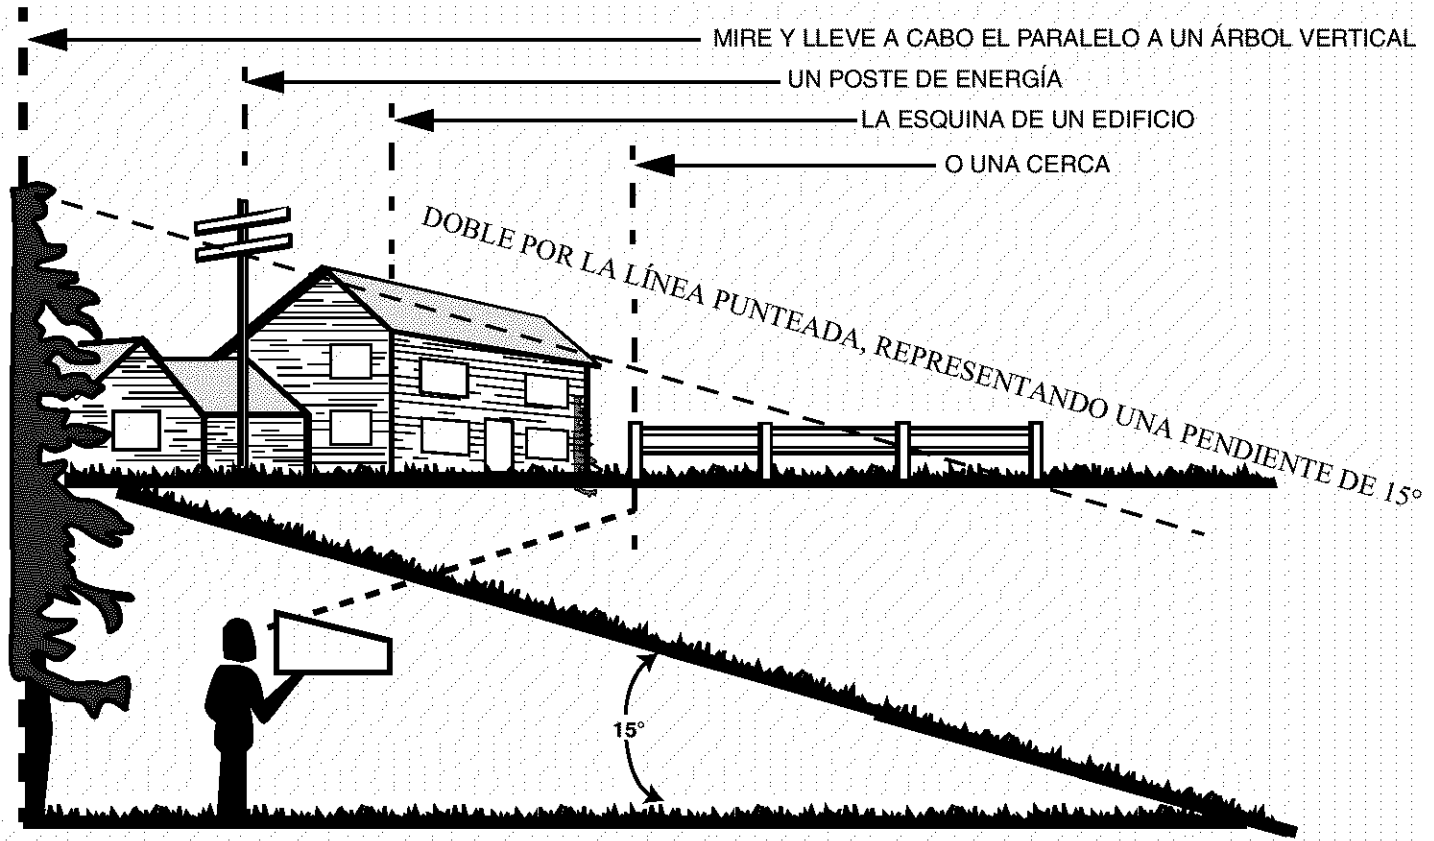 MIRE Y LLEVE A CABO EL PARALELO A UN ÁRBOL VERTICAL
UN POSTE DE ENERGÍA
LA ESQUINA DE UN EDIFICIO
O UNA CERCA
DOBLE POR LA LÍNEA PUNTEADA, REPRESENTANDO UNA PENDIENTE DE 15°
15°